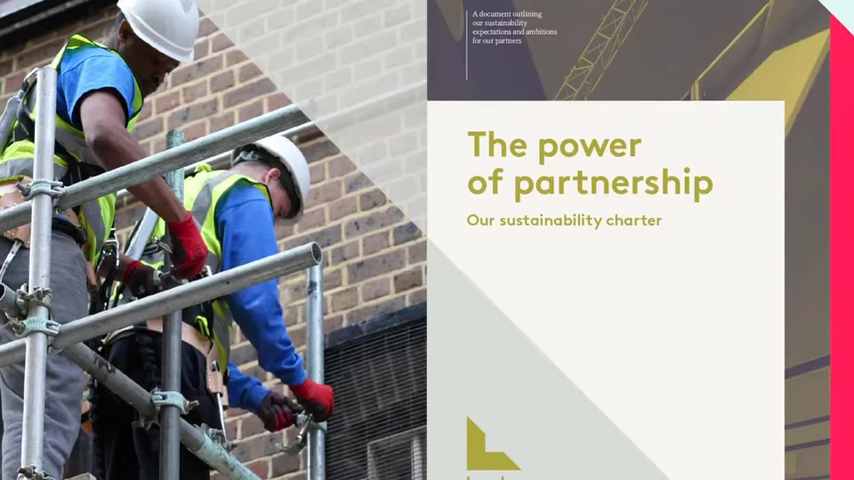 A document outlining
our sustainability
expectations and ambitions
for our partners
The power
of partnership
Our sustainability charter